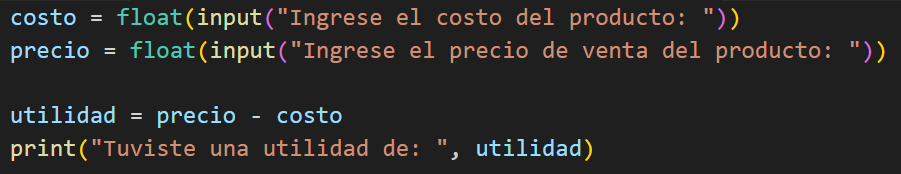 costo = float(input("Ingrese el costo del producto: "))
precio = float(input("Ingrese el precio de venta del producto: "))
utilidad = precio - costo
print("Tuviste una utilidad de: ", utilidad)